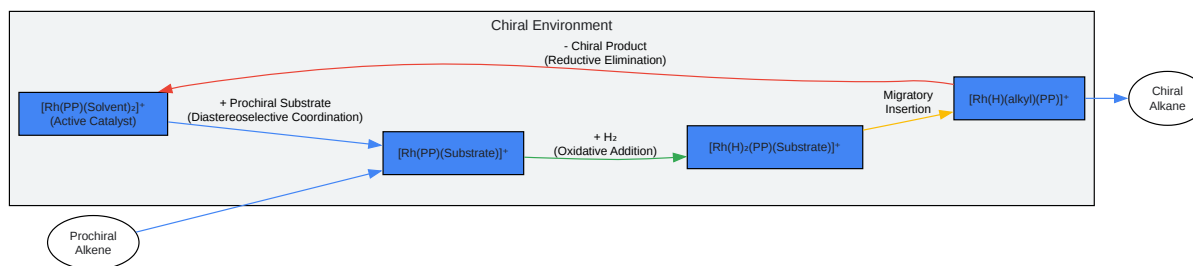 Chiral Environment
- Chiral Product
(Reductive Elimination)
[Rh(PP)(Solvent)₂]⁺
(Active Catalyst)
+ Prochiral Substrate
(Diastereoselective Coordination)
[Rh(PP)(Substrate)]⁺
+ H₂
(Oxidative Addition)
[Rh(H)₂(PP)(Substrate)]⁺
Migratory
Insertion
[Rh(H)(alkyl)(PP)]⁺
Chiral
Alkane
Prochiral
Alkene